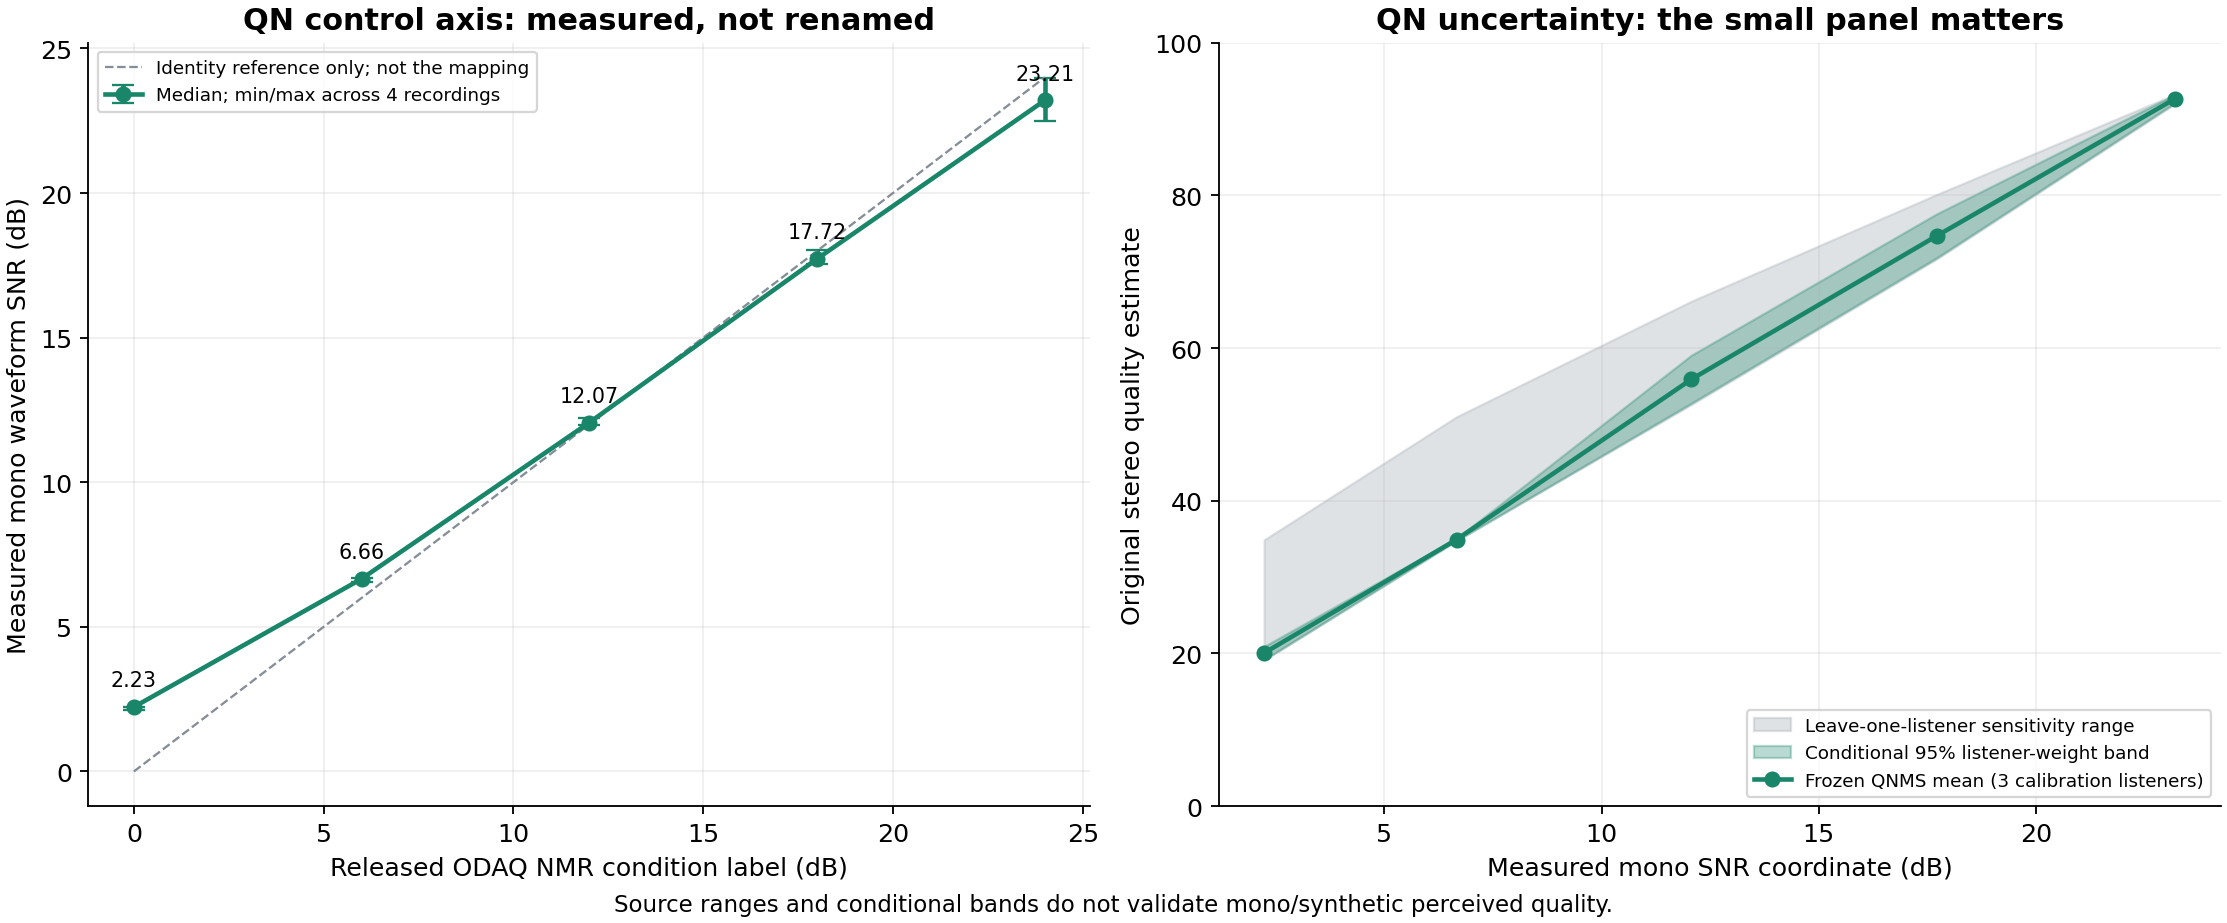 QN control axis: measured, not renamed
Identity reference only; not the mapping
Median; min/max across 4 recordings
25
20
15
10
5
0
Measured mono waveform SNR (dB)
2.23
6.66
12.07
17.72
23.21
0
5
10
15
20
25
Released ODAQ NMR condition label (dB)
QN uncertainty: the small panel matters
100
80
60
40
20
0
Original stereo quality estimate
Leave-one-listener sensitivity range
Conditional 95% listener-weight band
Frozen QNMS mean (3 calibration listeners)
5
10
15
20
Measured mono SNR coordinate (dB)
Source ranges and conditional bands do not validate mono/synthetic perceived quality.